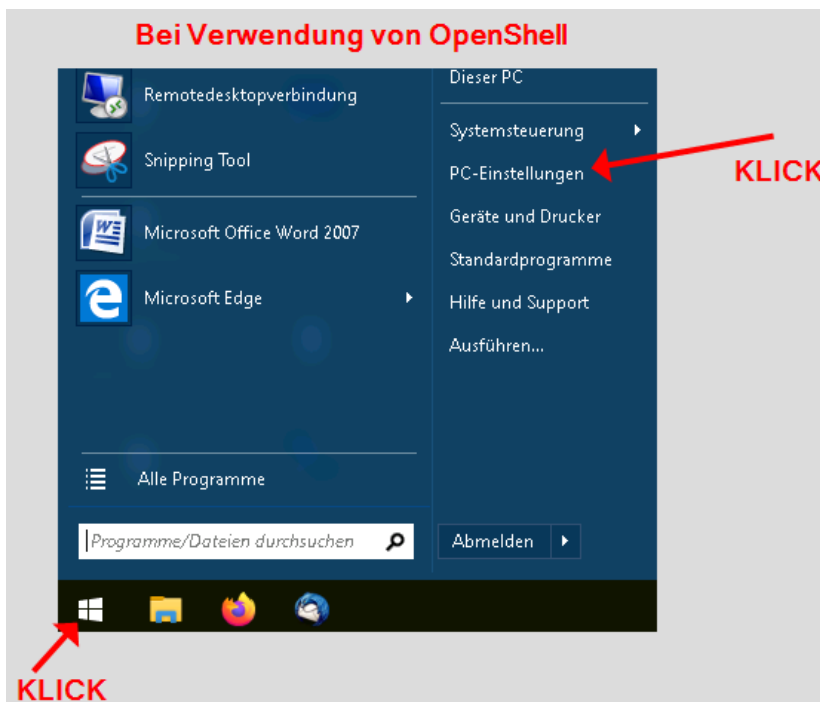 Bei Verwendung von OpenShell
Remotedesktopverbindung
Snipping Tool
Microsoft Office Word 2007
Microsoft Edge
Alle Programme
Programme/Dateien durchsuchen
Dieser PC
Systemsteuerung
PC-Einstellungen
Geräte und Drucker
Standardprogramme
Hilfe und Support
Ausführen...
Abmelden
KLICK
KLICK